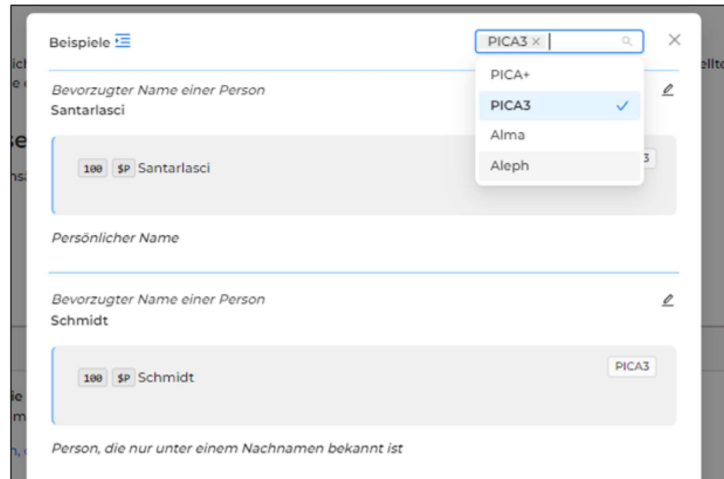 Beispiele
PICA3 ×
PICA+
PICA3
Alma
Aleph
Bevorzugter Name einer Person
Santarlasci
100 $P Santarlasci
3
Persönlicher Name
Bevorzugter Name einer Person
Schmidt
PICA3
100 $P Schmidt
Person, die nur unter einem Nachnamen bekannt ist